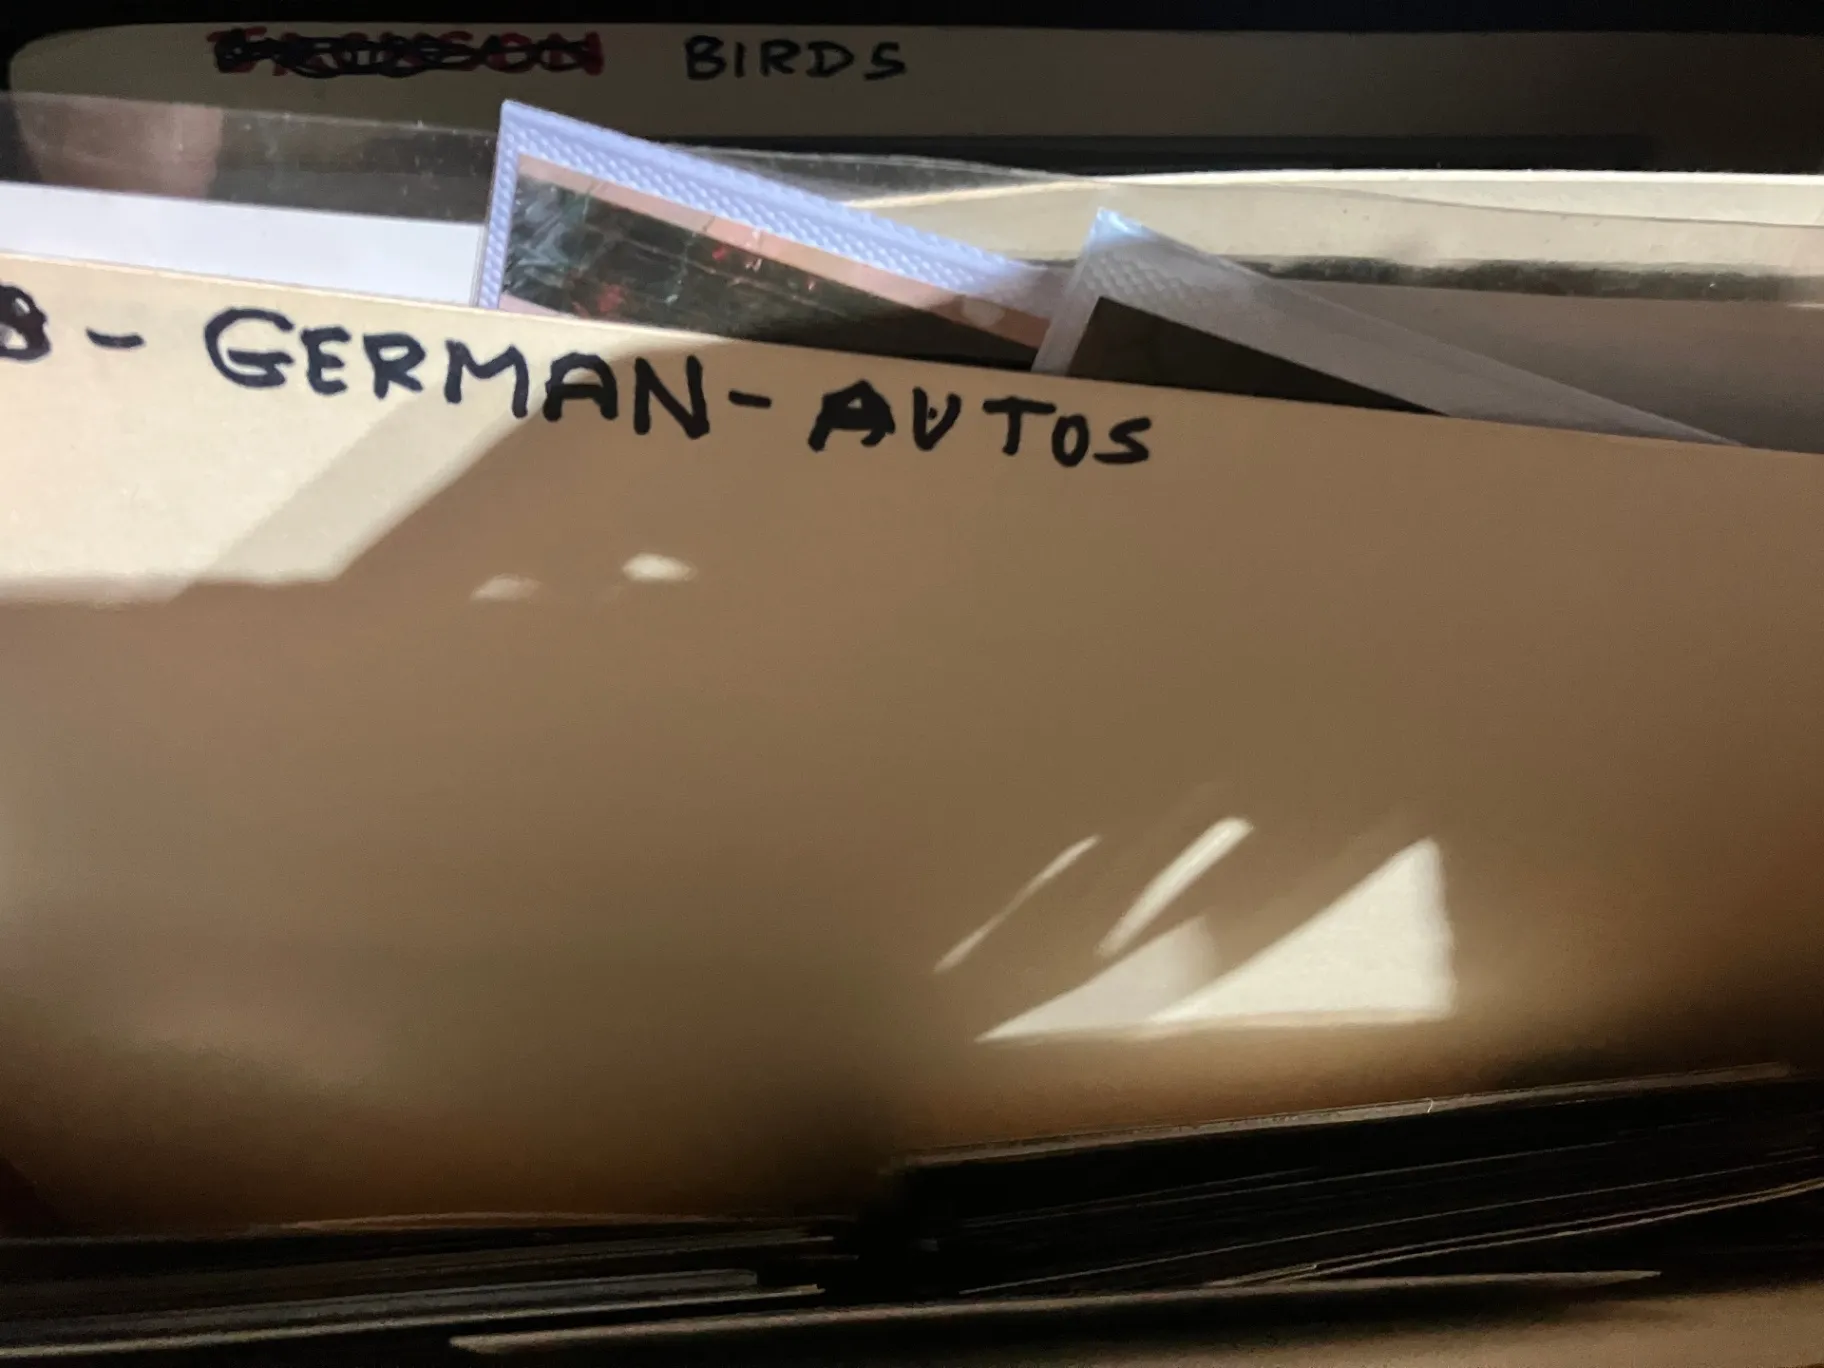 BIRDS
- GERMAN - AUTOS